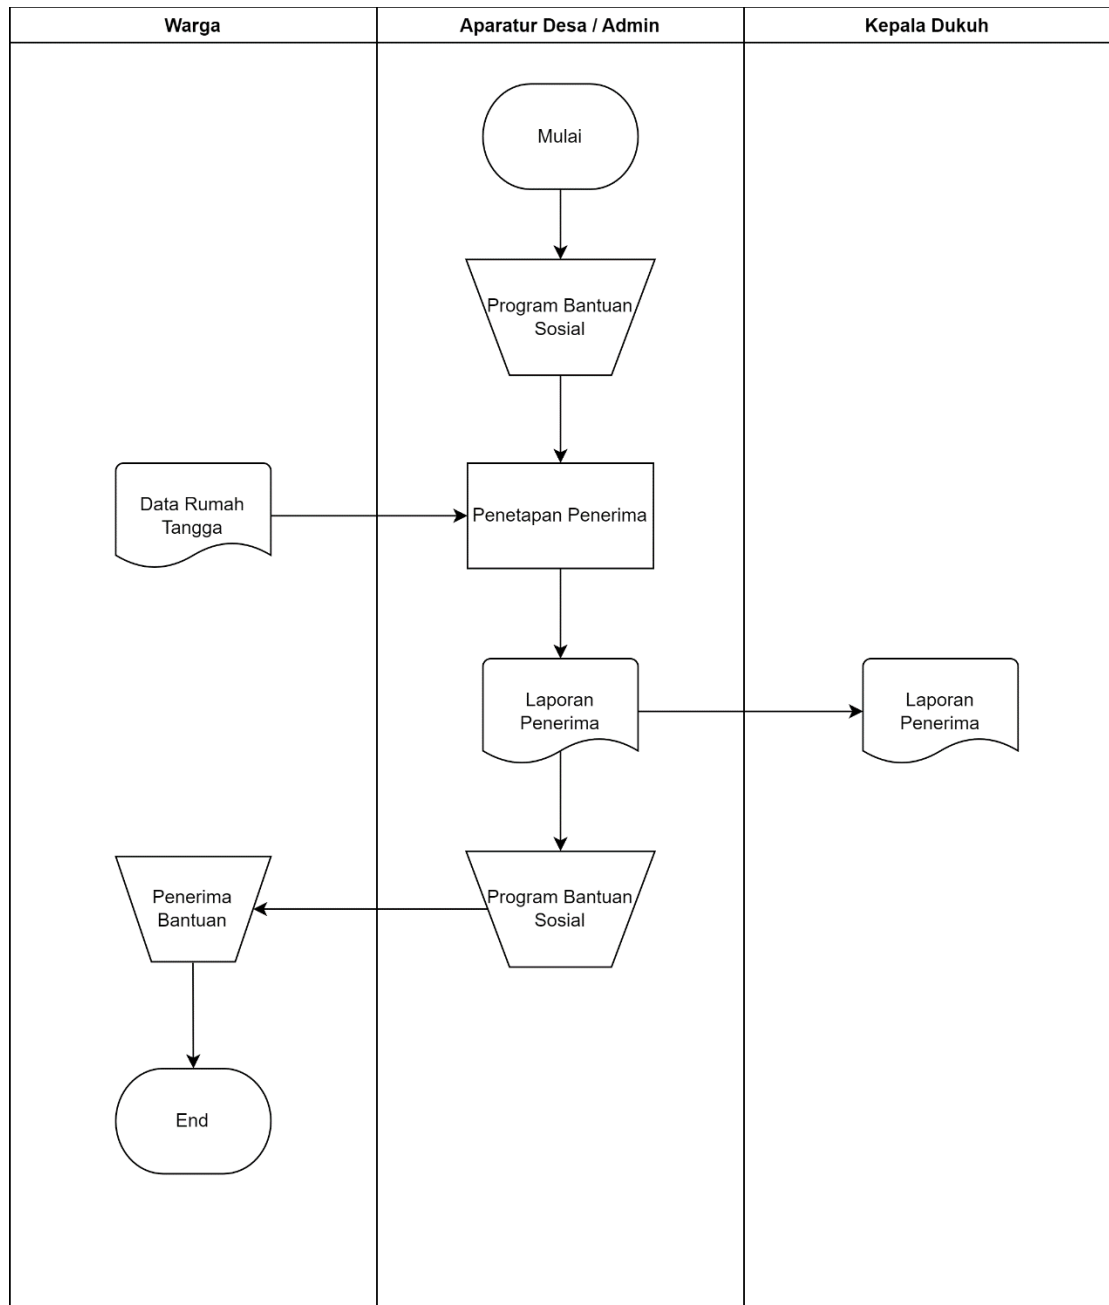 Warga
Aparatur Desa / Admin
Kepala Dukuh
Mulai
Program Bantuan
Sosial
Data Rumah
Tangga
Penetapan Penerima
Laporan
Penerima
Laporan
Penerima
Penerima
Bantuan
Program Bantuan
Sosial
End